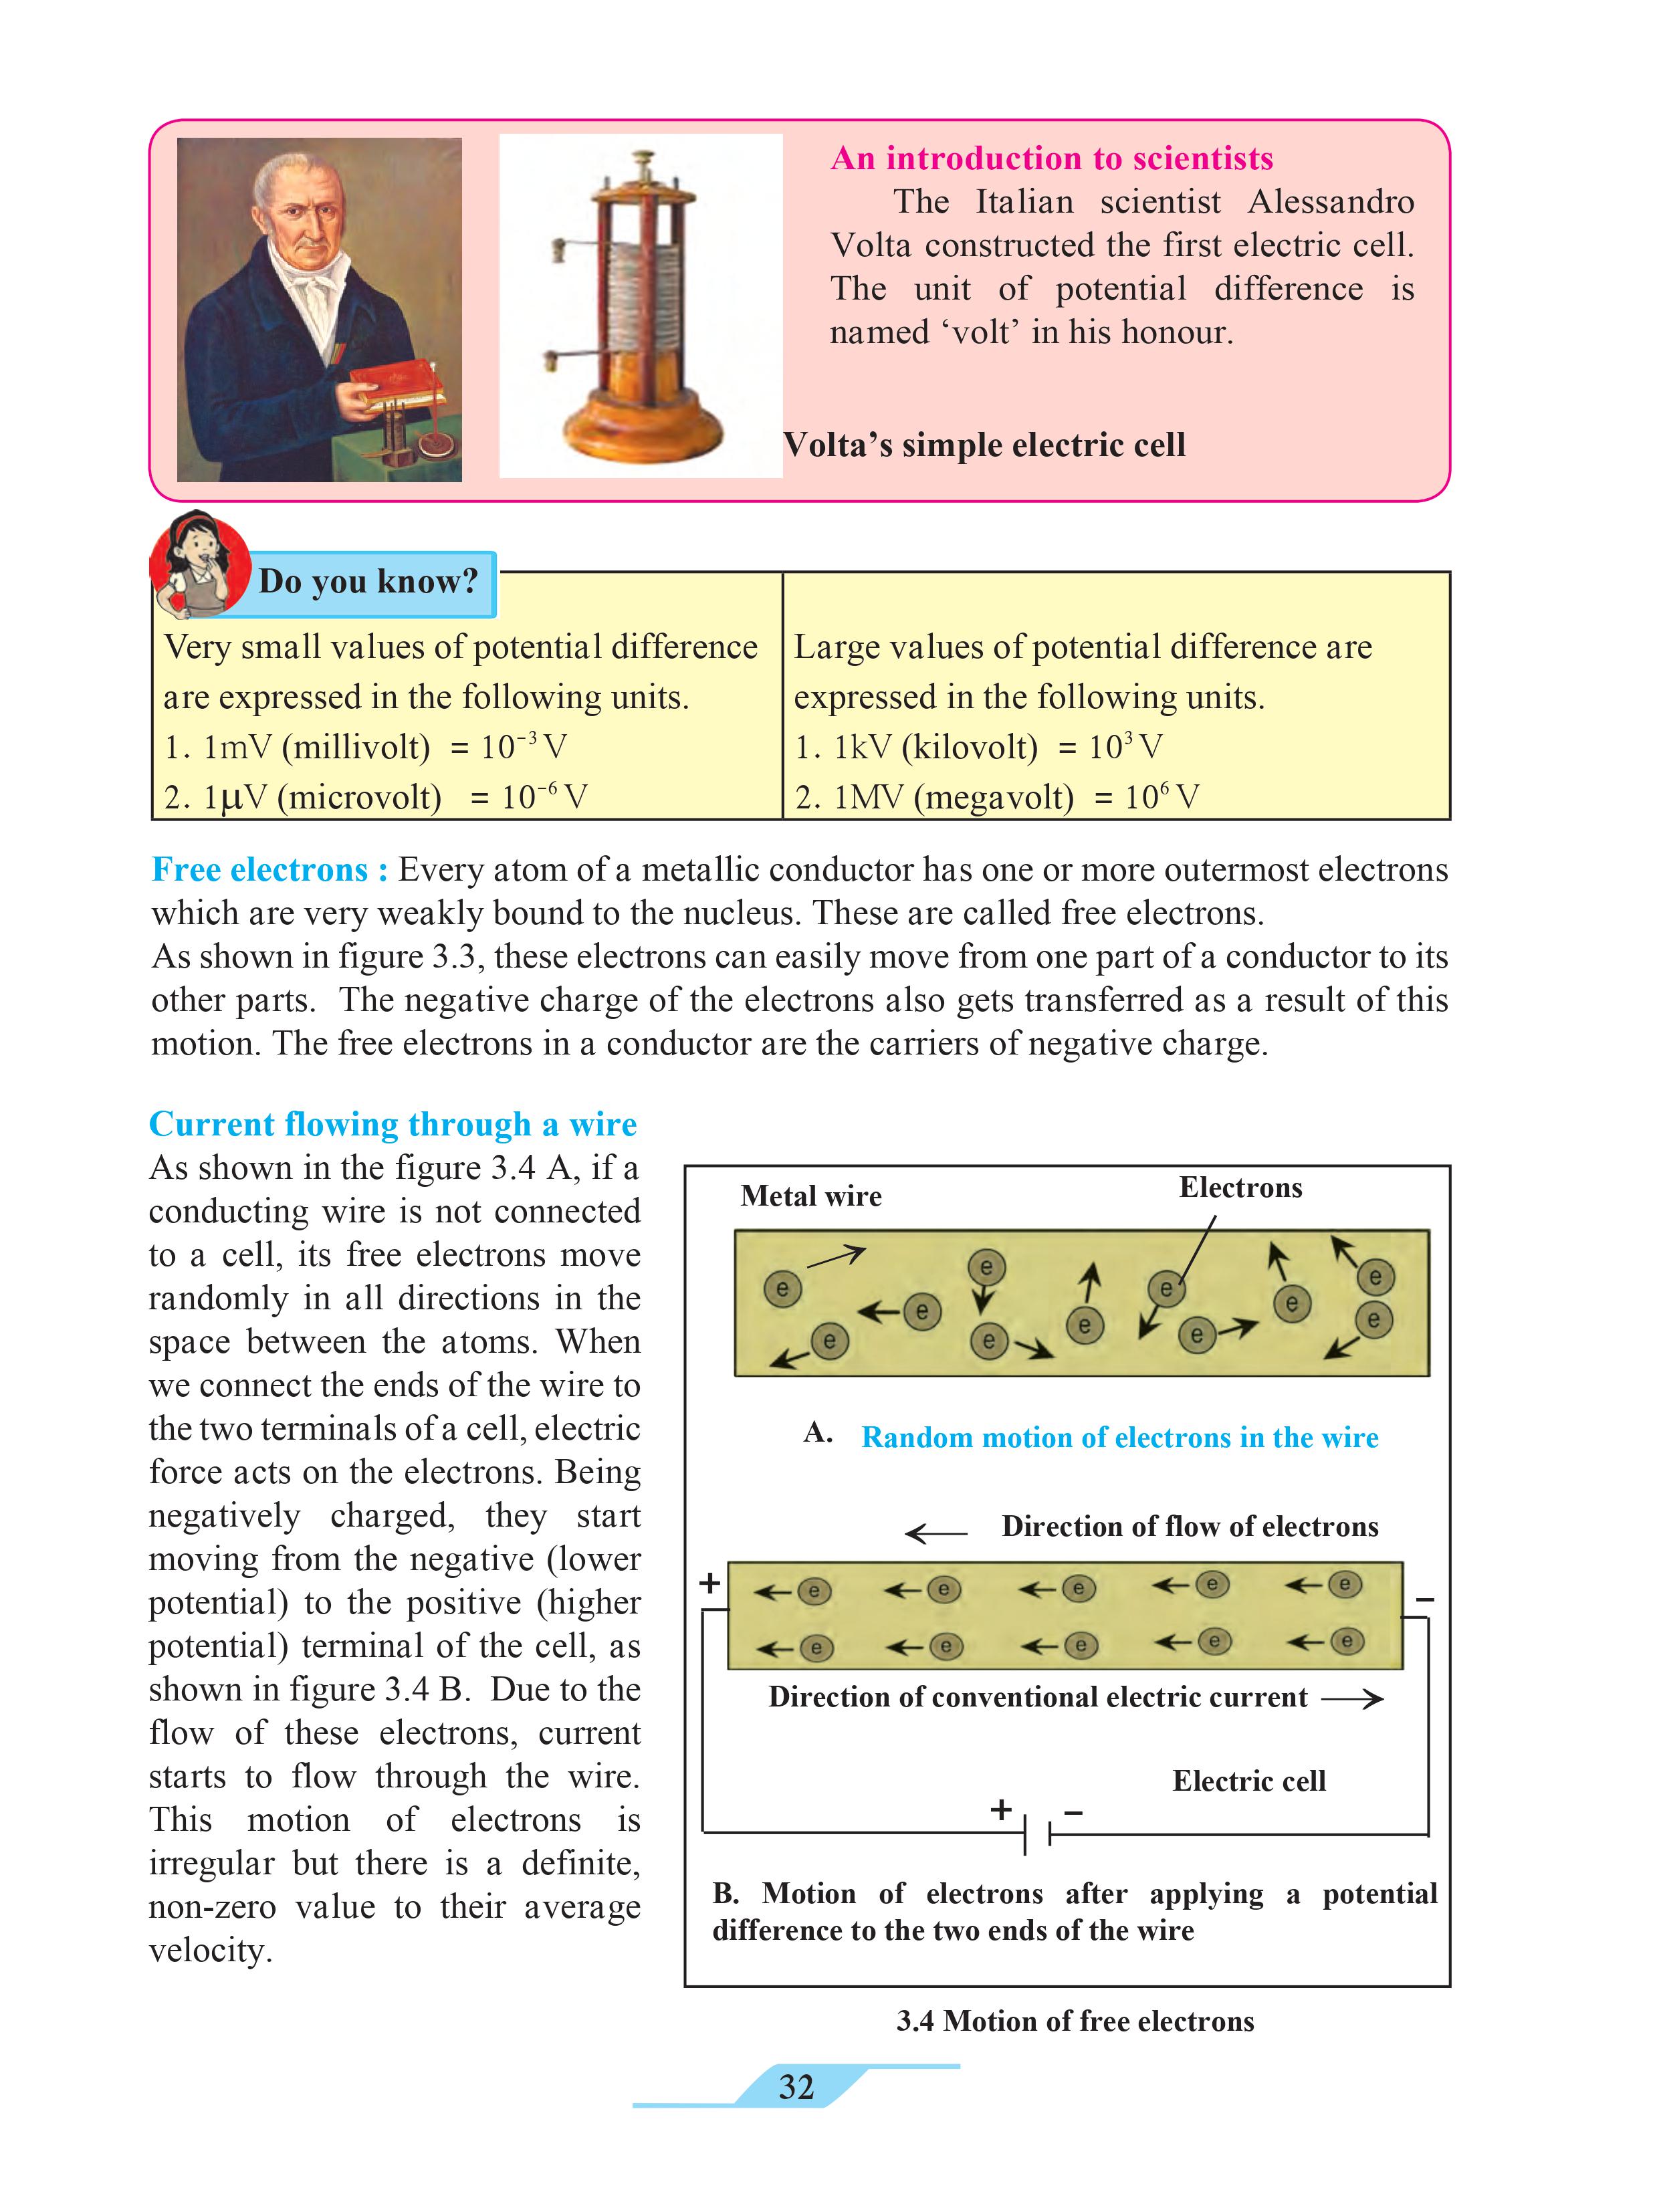 An introduction to scientists
The Italian scientist Alessandro
Volta constructed the first electric cell.
The unit of potential difference is
named ‘volt’ in his honour.
Volta’s simple electric cell
Do you know?
Very small values of potential difference
are expressed in the following units.
1. 1mV (millivolt) = 10⁻³ V
2. 1μV (microvolt) = 10⁻⁶ V
Large values of potential difference are
expressed in the following units.
1. 1kV (kilovolt) = 10³ V
2. 1MV (megavolt) = 10⁶ V
Free electrons : Every atom of a metallic conductor has one or more outermost electrons
which are very weakly bound to the nucleus. These are called free electrons.
As shown in figure 3.3, these electrons can easily move from one part of a conductor to its
other parts. The negative charge of the electrons also gets transferred as a result of this
motion. The free electrons in a conductor are the carriers of negative charge.
Current flowing through a wire
As shown in the figure 3.4 A, if a
conducting wire is not connected
to a cell, its free electrons move
randomly in all directions in the
space between the atoms. When
we connect the ends of the wire to
the two terminals of a cell, electric
force acts on the electrons. Being
negatively charged, they start
moving from the negative (lower
potential) to the positive (higher
potential) terminal of the cell, as
shown in figure 3.4 B. Due to the
flow of these electrons, current
starts to flow through the wire.
This motion of electrons is
irregular but there is a definite,
non-zero value to their average
velocity.
Metal wire
Electrons
e e e e e e e e e e e
A. Random motion of electrons in the wire
← Direction of flow of electrons
+ −
e e e e e
e e e e e
Direction of conventional electric current →
Electric cell
+ −
B. Motion of electrons after applying a potential
difference to the two ends of the wire
3.4 Motion of free electrons
32